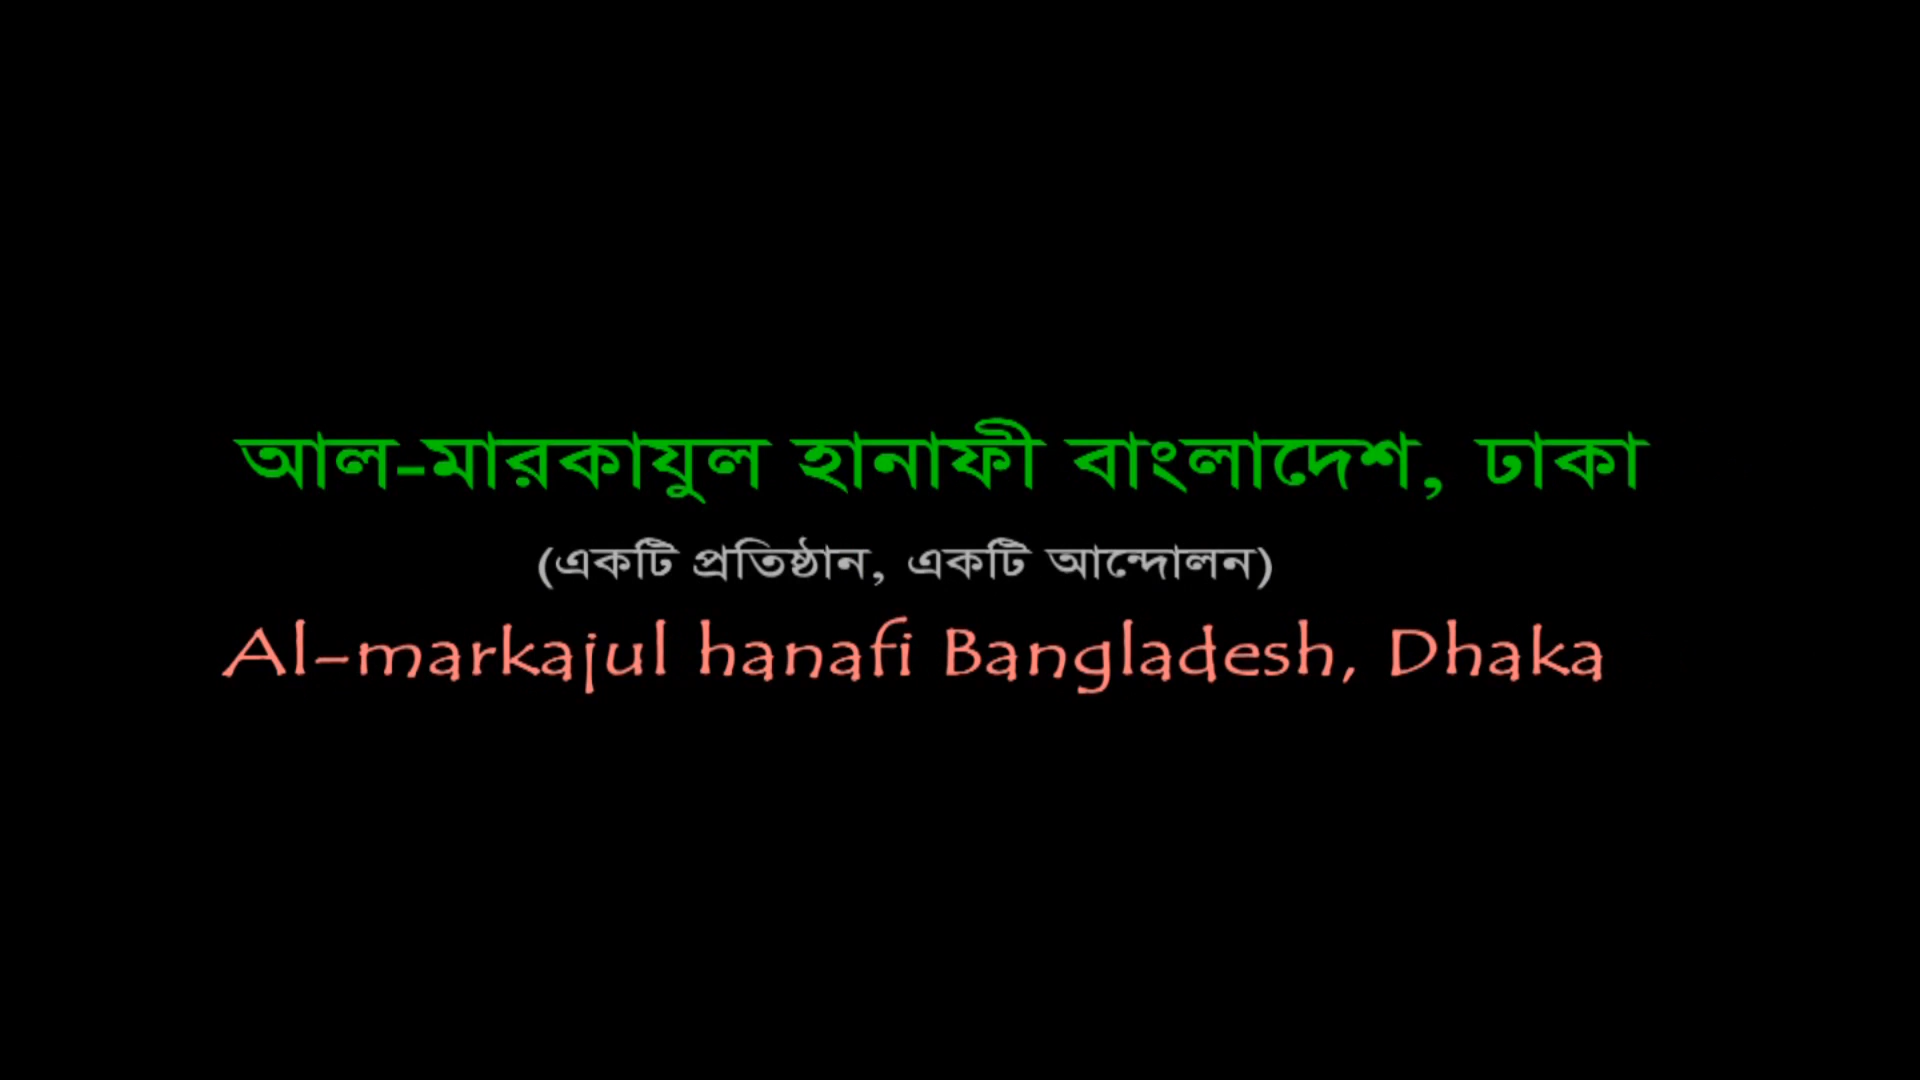 আল-মারকাযুল হানাফী বাংলাদেশ, ঢাকা
(একটি প্রতিষ্ঠান, একটি আন্দোলন)
Al-markajul hanafi Bangladesh, Dhaka